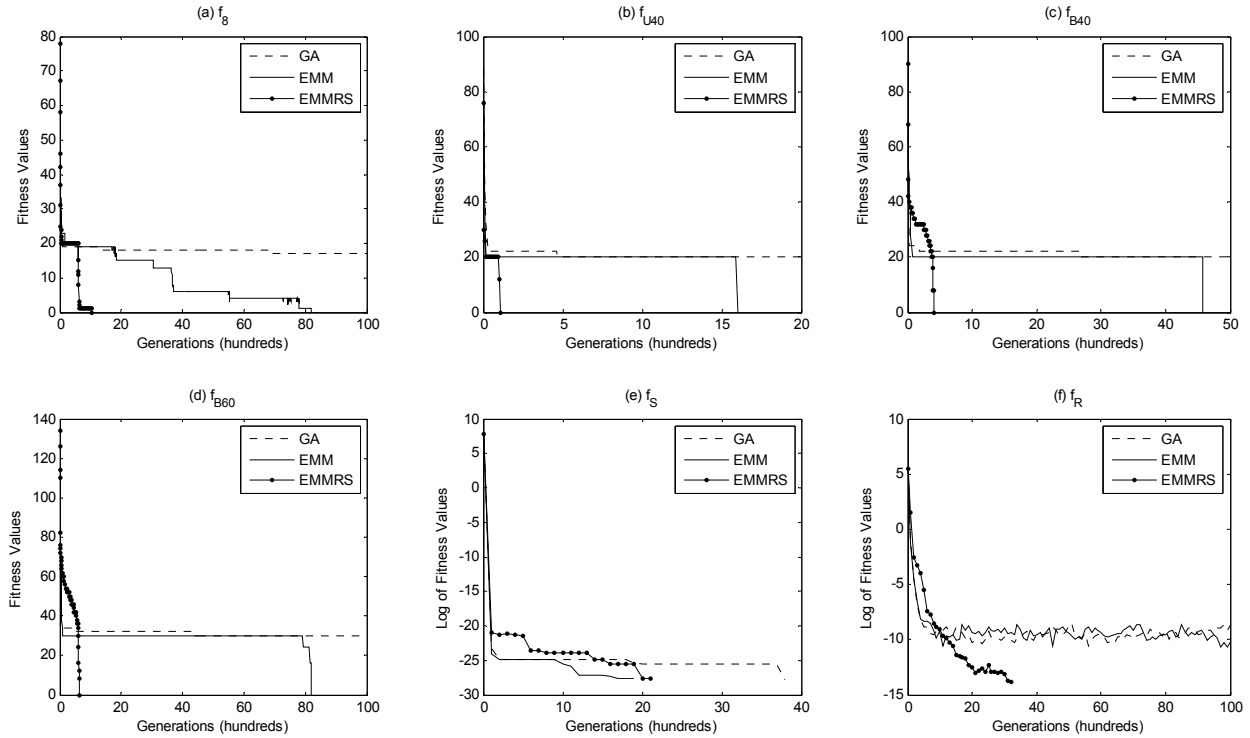 (a) f8
Fitness Values
80
70
60
50
40
30
20
10
0
0 20 40 60 80 100
Generations (hundreds)
GA
EMM
EMMRS
(b) fU40
Fitness Values
100
80
60
40
20
0
0 5 10 15 20
Generations (hundreds)
GA
EMM
EMMRS
(c) fB40
Fitness Values
100
80
60
40
20
0
0 10 20 30 40 50
Generations (hundreds)
GA
EMM
EMMRS
(d) fB60
Fitness Values
140
120
100
80
60
40
20
0
0 20 40 60 80 100
Generations (hundreds)
GA
EMM
EMMRS
(e) fS
Log of Fitness Values
10
5
0
-5
-10
-15
-20
-25
-30
0 10 20 30 40
Generations (hundreds)
GA
EMM
EMMRS
(f) fR
Log of Fitness Values
10
5
0
-5
-10
-15
0 20 40 60 80 100
Generations (hundreds)
GA
EMM
EMMRS